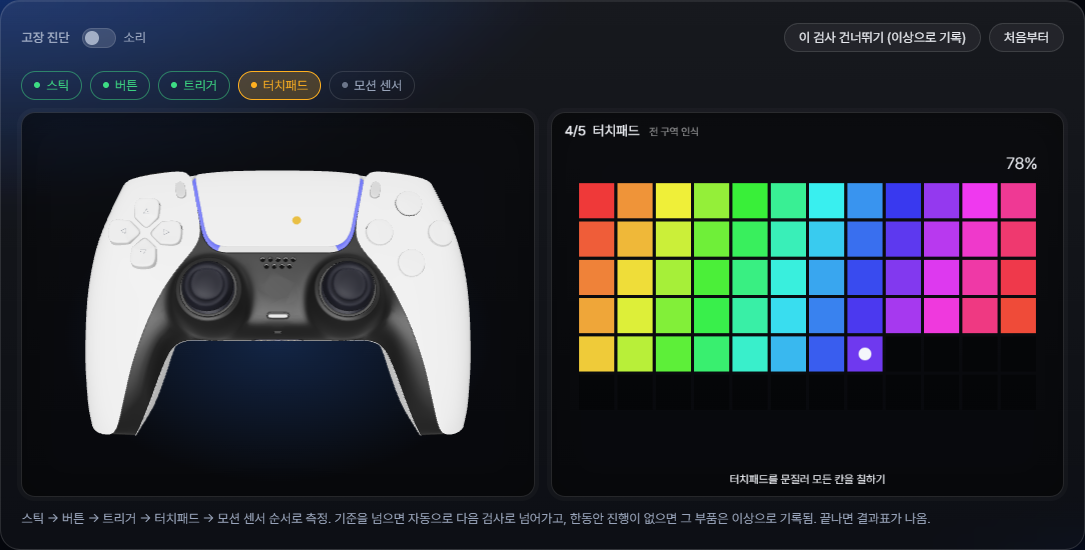 고장 진단 소리 이 검사 건너뛰기 (이상으로 기록) 처음부터
스틱 버튼 트리거 터치패드 모션 센서
4/5 터치패드 전 구역 인식
78%
터치패드를 문질러 모든 칸을 칠하기
스틱 → 버튼 → 트리거 → 터치패드 → 모션 센서 순서로 측정. 기준을 넘으면 자동으로 다음 검사로 넘어가고, 한동안 진행이 없으면 그 부품은 이상으로 기록됨. 끝나면 결과표가 나옴.